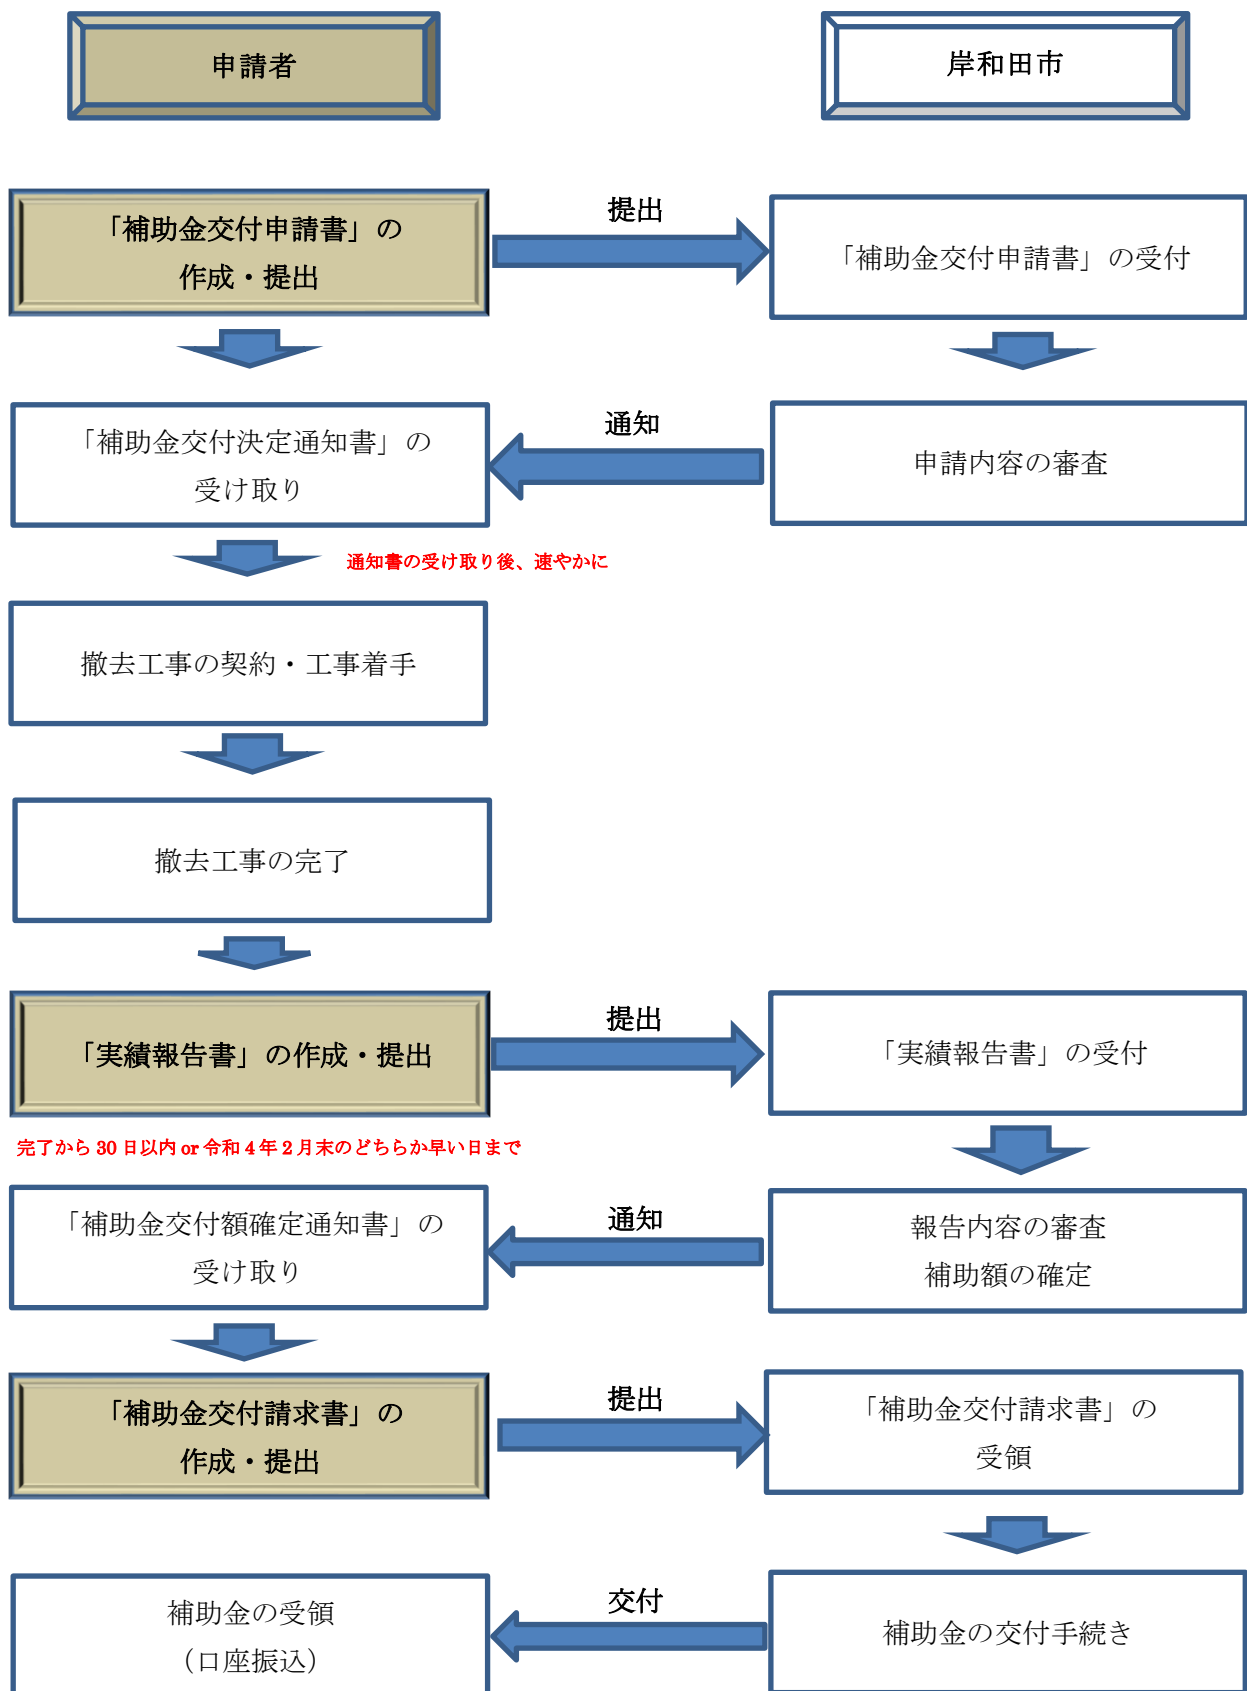 申請者
岸和田市
「補助金交付申請書」の
作成・提出
提出
「補助金交付申請書」の受付
「補助金交付決定通知書」の
受け取り
通知
申請内容の審査
通知書の受け取り後、速やかに
撤去工事の契約・工事着手
撤去工事の完了
「実績報告書」の作成・提出
提出
「実績報告書」の受付
完了から 30 日以内 or 令和 4 年 2 月末のどちらか早い日まで
「補助金交付額確定通知書」の
受け取り
通知
報告内容の審査
補助額の確定
「補助金交付請求書」の
作成・提出
提出
「補助金交付請求書」の
受領
補助金の受領
（口座振込）
交付
補助金の交付手続き